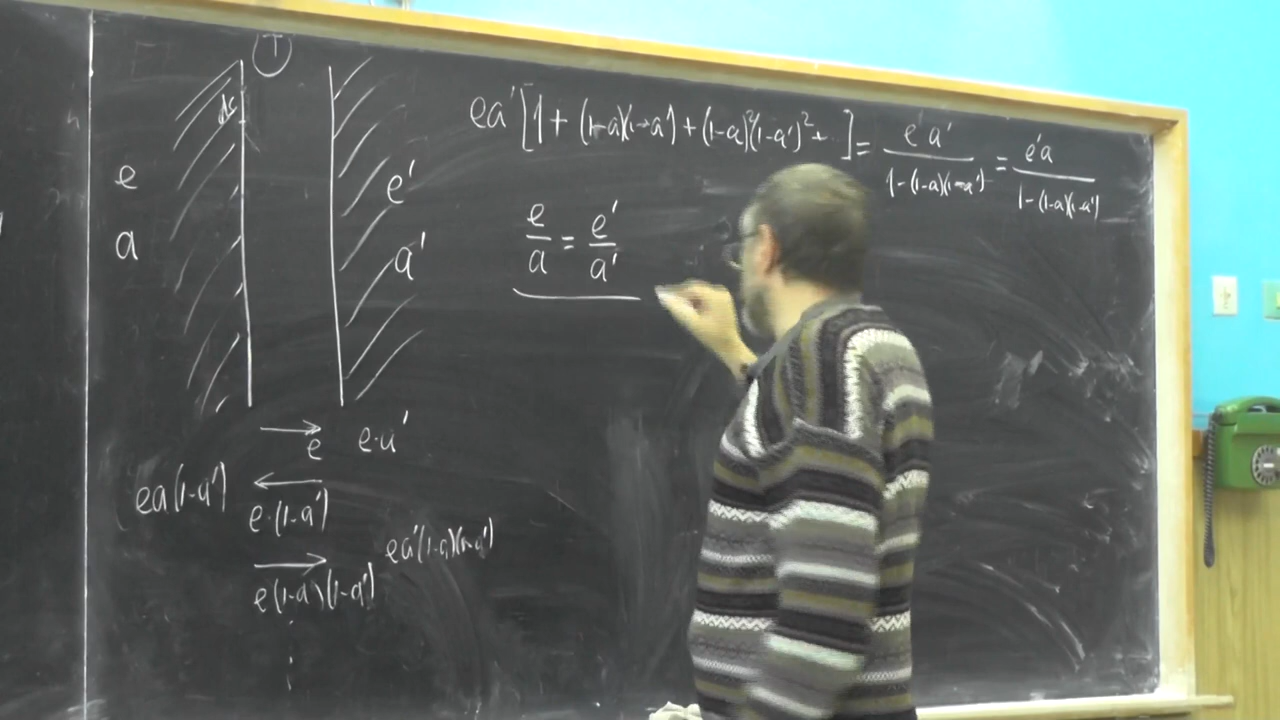 T
ds
ea'[1 + (1-a)(1-a') + (1-a)²(1-a')² + ...] = e'a' / 1-(1-a)(1-a') = e'a / 1-(1-a)(1-a')
e
e'
a
a'
e/a = e'/a'
e e·a'
ea(1-a')
e·(1-a')
ea'(1-a)(1-a')
e(1-a)(1-a')